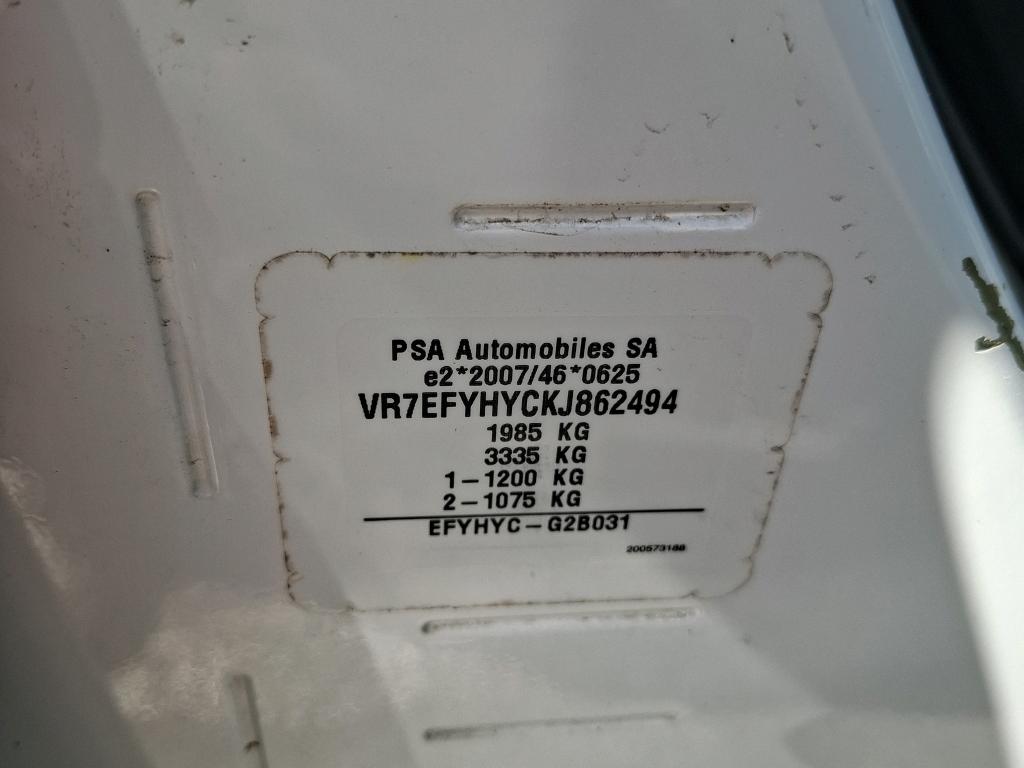 PSA Automobiles SA
e2*2007/46*0625
VR7EFYHYCKJ862494
1985 KG
3335 KG
1-1200 KG
2-1075 KG
EFYHYC-G2B031
200573188